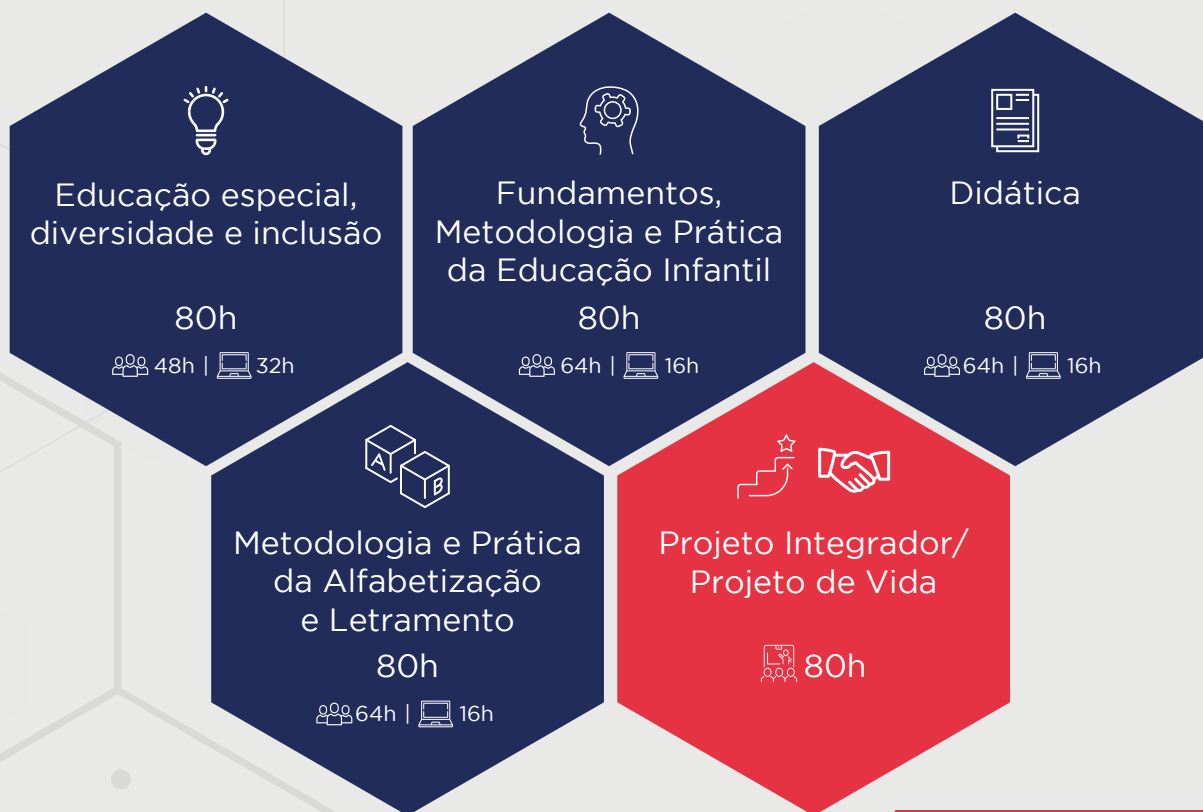 Educação especial,
diversidade e inclusão
80h
48h | 32h
Fundamentos,
Metodologia e Prática
da Educação Infantil
80h
64h | 16h
Didática
80h
64h | 16h
A B
Metodologia e Prática
da Alfabetização
e Letramento
80h
64h | 16h
Projeto Integrador/
Projeto de Vida
80h